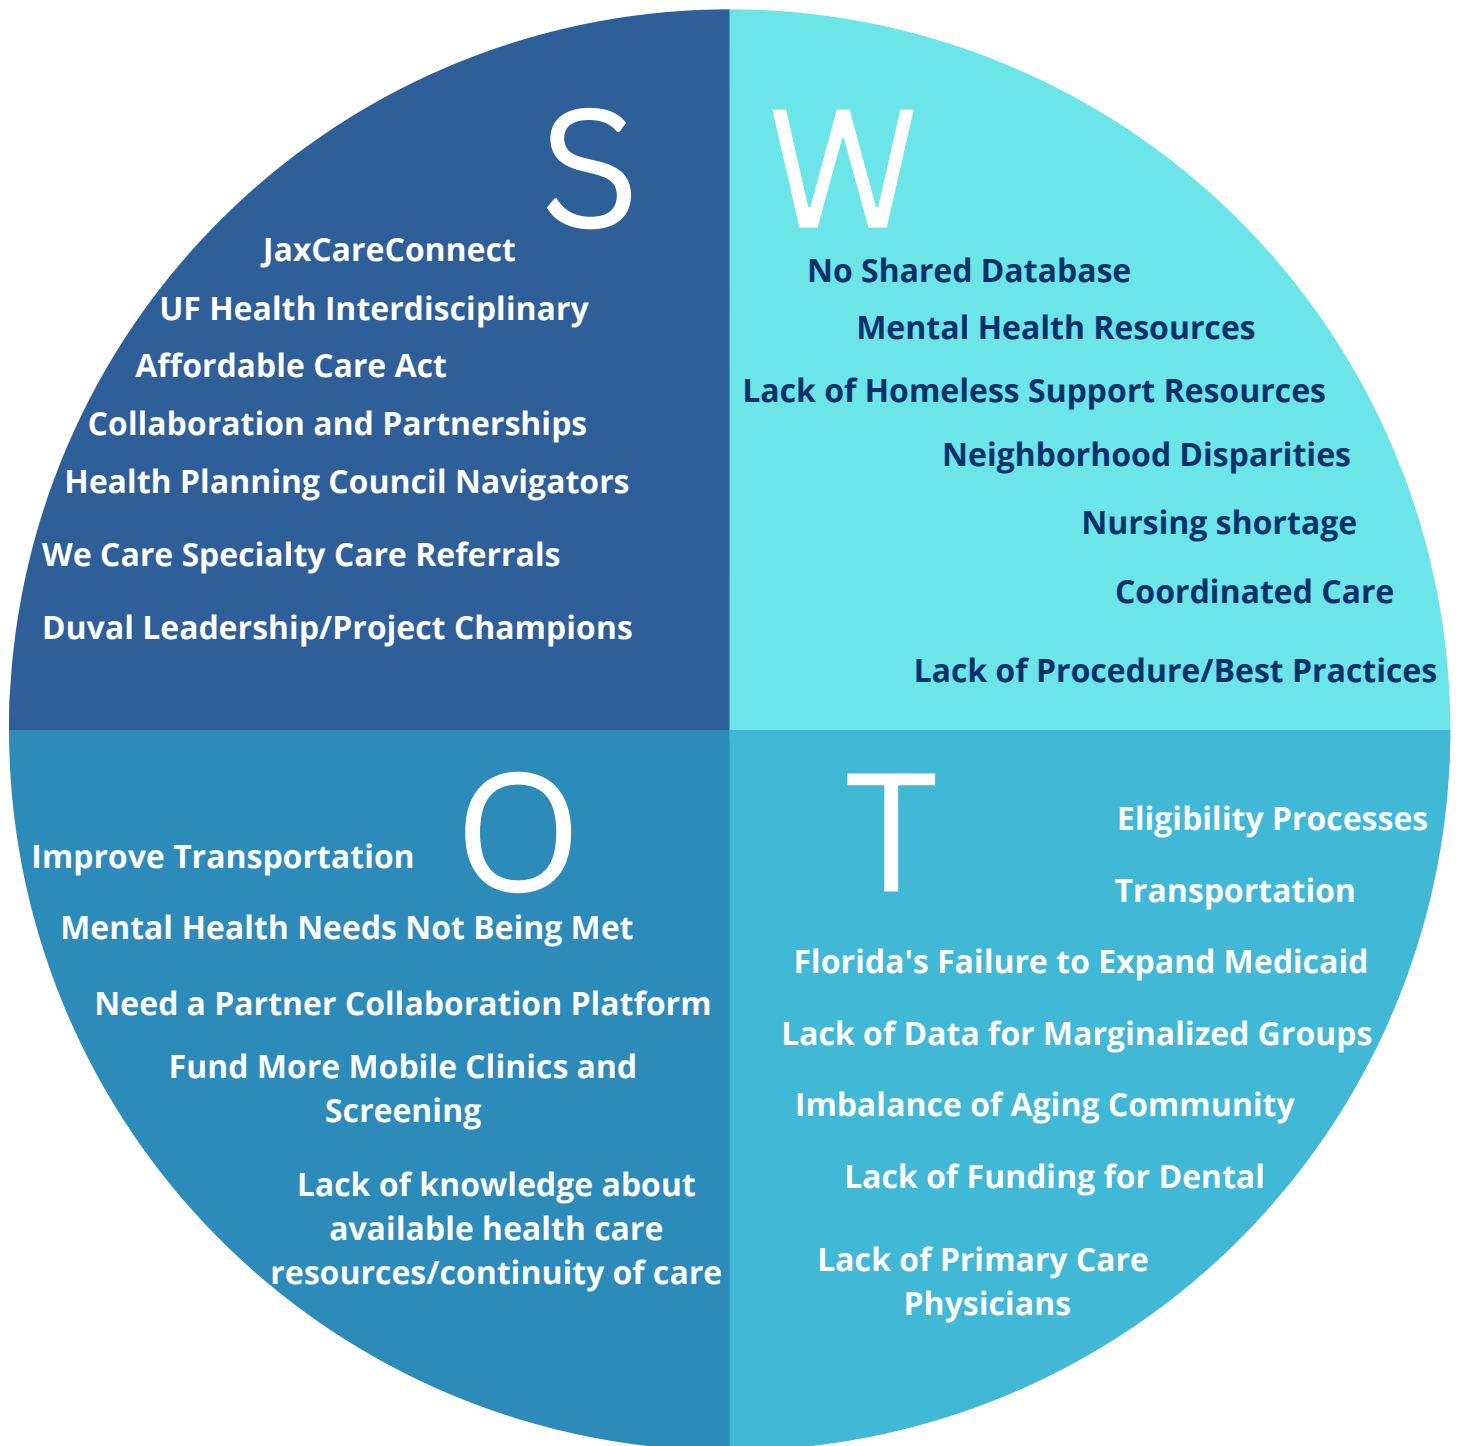 S
JaxCareConnect
UF Health Interdisciplinary
Affordable Care Act
Collaboration and Partnerships
Health Planning Council Navigators
We Care Specialty Care Referrals
Duval Leadership/Project Champions
W
No Shared Database
Mental Health Resources
Lack of Homeless Support Resources
Neighborhood Disparities
Nursing shortage
Coordinated Care
Lack of Procedure/Best Practices
O
Improve Transportation
Mental Health Needs Not Being Met
Need a Partner Collaboration Platform
Fund More Mobile Clinics and
Screening
Lack of knowledge about
available health care
resources/continuity of care
T
Eligibility Processes
Transportation
Florida's Failure to Expand Medicaid
Lack of Data for Marginalized Groups
Imbalance of Aging Community
Lack of Funding for Dental
Lack of Primary Care
Physicians